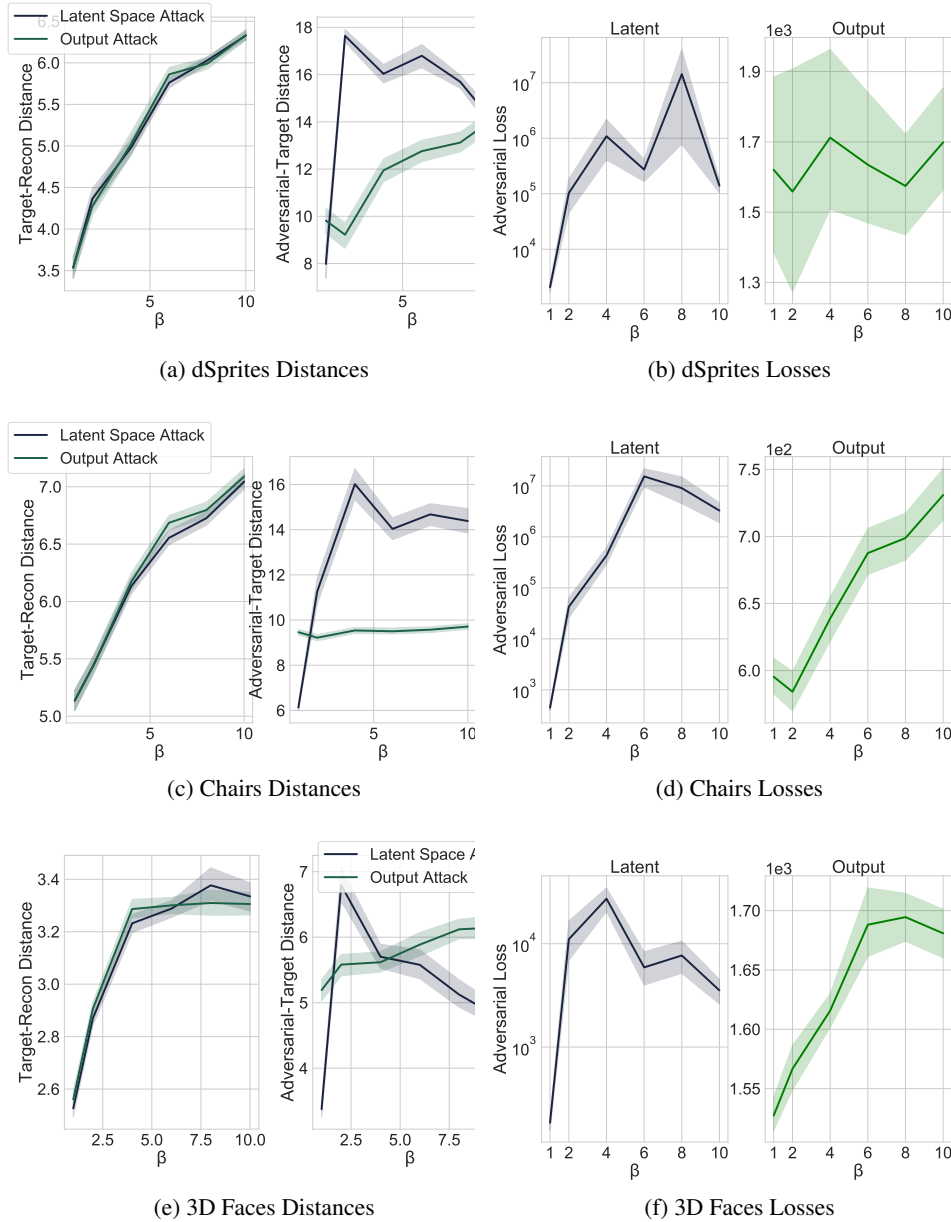 Latent Space Attack
Output Attack
6.5
6.0
5.5
5.0
4.5
4.0
3.5
Target-Recon Distance
5
10
β
18
16
14
12
10
8
Adversarial-Target Distance
5
β
(a) dSprites Distances
Latent
10⁷
10⁶
10⁵
10⁴
Adversarial Loss
1 2 4 6 8 10
β
1e3
Output
1.9
1.7
1.5
1.3
1 2 4 6 8 10
β
(b) dSprites Losses
Latent Space Attack
Output Attack
7.0
6.5
6.0
5.5
5.0
Target-Recon Distance
5
10
β
16
14
12
10
8
6
Adversarial-Target Distance
5
10
β
(c) Chairs Distances
Latent
10⁷
10⁶
10⁵
10⁴
10³
Adversarial Loss
1 2 4 6 8 10
β
1e2
Output
7.5
7.0
6.5
6.0
1 2 4 6 8 10
β
(d) Chairs Losses
3.4
3.2
3.0
2.8
2.6
Target-Recon Distance
2.5 5.0 7.5 10.0
β
Latent Space A
Output Attack
7
6
5
4
Adversarial-Target Distance
2.5 5.0 7.5
β
(e) 3D Faces Distances
Latent
10⁴
10³
Adversarial Loss
1 2 4 6 8 10
β
1e3
Output
1.70
1.65
1.60
1.55
1 2 4 6 8 10
β
(f) 3D Faces Losses